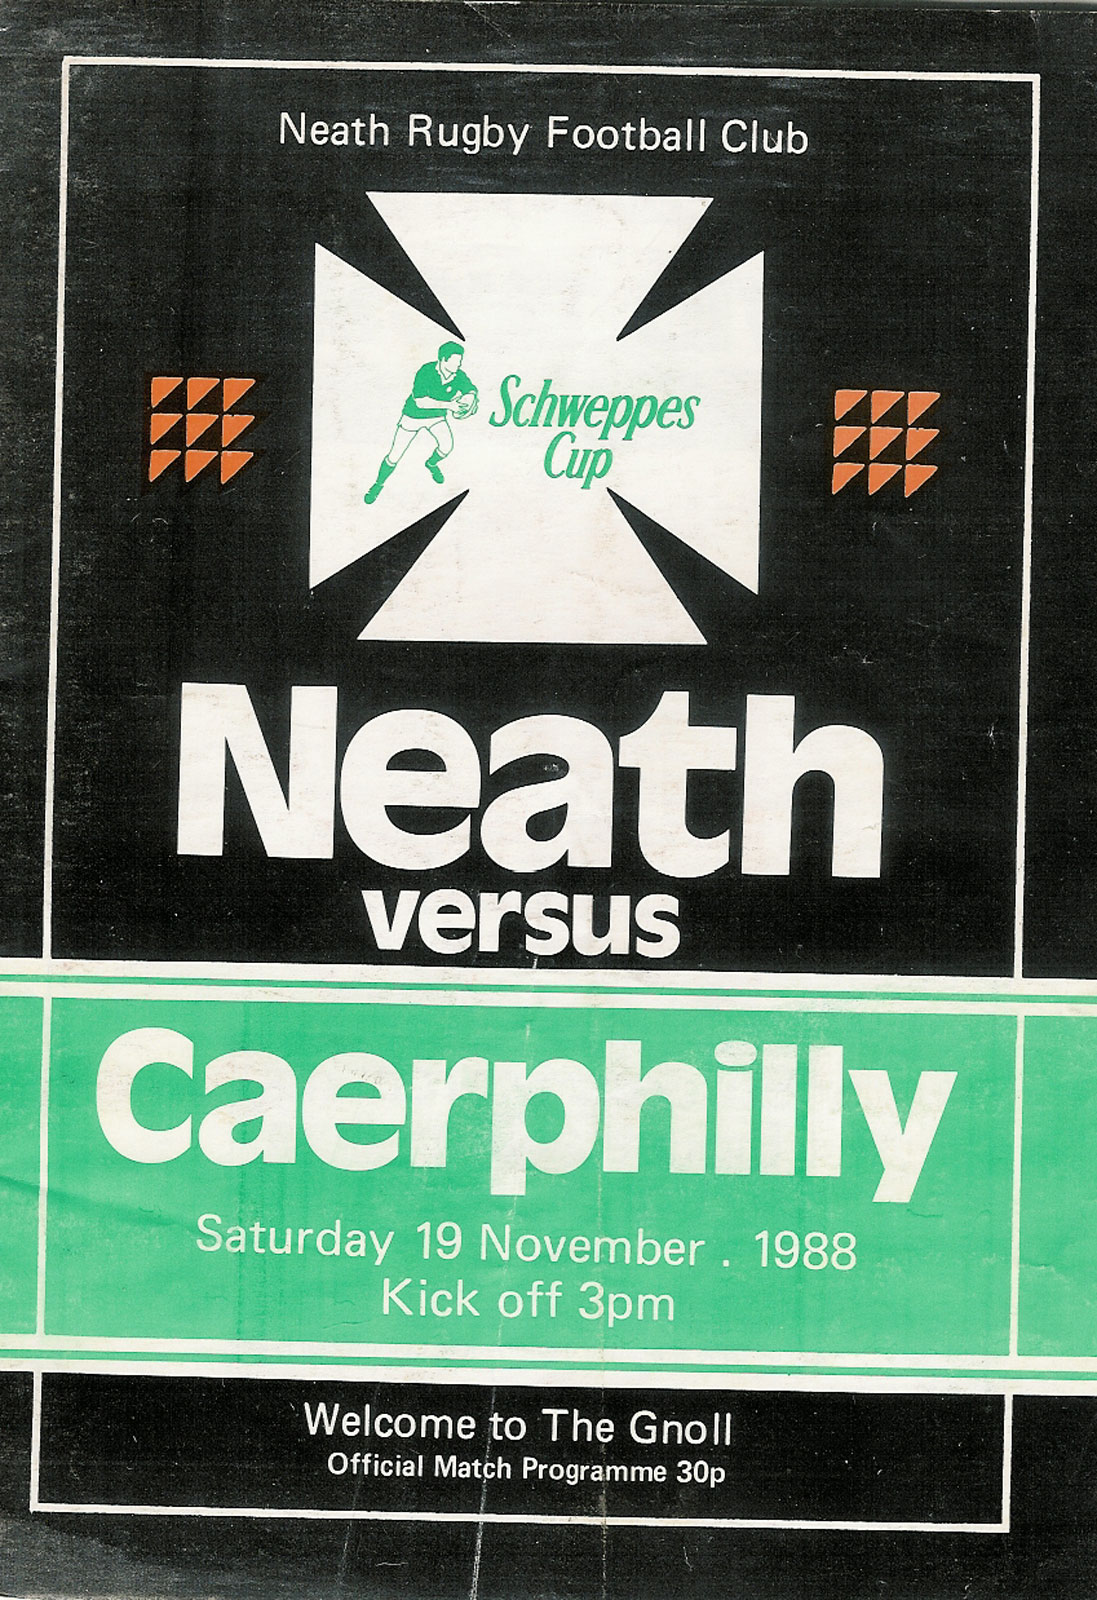 Neath Rugby Football Club
Schweppes
Cup
Neath
versus
Caerphilly
Saturday 19 November . 1988
Kick off 3pm
Welcome to The Gnoll
Official Match Programme 30p